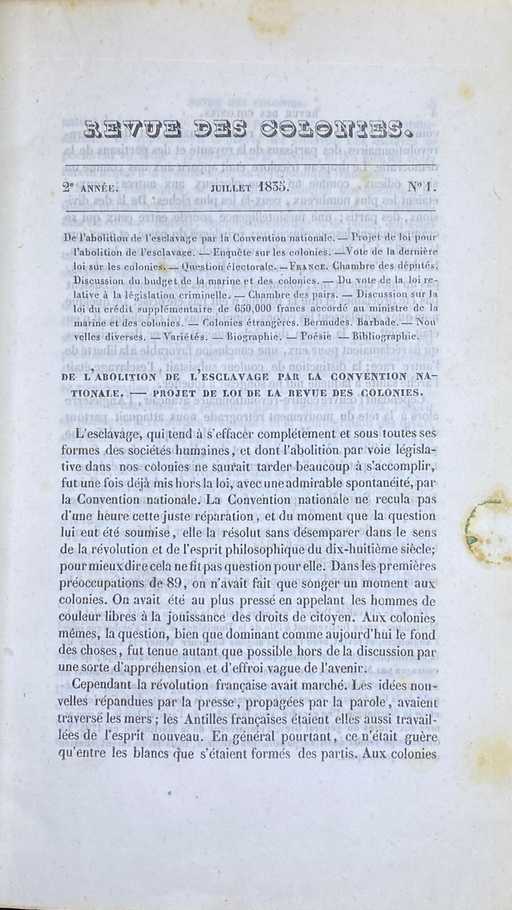 REVUE DES COLONIES.
2e ANNÉE. JUILLET 1835. No 1.
De l'abolition de l'esclavage par la Convention nationale. — Projet de loi pour
l'abolition de l'esclavage. — Enquête sur les colonies. — Vote de la dernière
loi sur les colonies. — Question électorale. — FRANCE. Chambre des députés.
Discussion du budget de la marine et des colonies. — Du vote de la loi re-
lative à la législation criminelle. — Chambre des pairs. — Discussion sur la
loi du crédit supplémentaire de 650,000 francs accordé au ministre de la
marine et des colonies. — Colonies étrangères. Bermudes. Barbade. — Nou
velles diverses. — Variétés. — Biographie. — Poésie — Bibliographie.
DE L'ABOLITION DE L'ESCLAVAGE PAR LA CONVENTION NA-
TIONALE. — PROJET DE LOI DE LA REVUE DES COLONIES.
L'esclavage, qui tend à s'effacer complétement et sous toutes ses
formes des sociétés humaines, et dont l'abolition par voie législa-
tive dans nos colonies ne saurait tarder beaucoup à s'accomplir,
fut une fois déjà mis hors la loi, avec une admirable spontanéité, par
la Convention nationale. La Convention nationale ne recula pas
d'une heure cette juste réparation, et du moment que la question
lui eut été soumise, elle la résolut sans désemparer dans le sens
de la révolution et de l'esprit philosophique du dix-huitième siècle;
pour mieux dire cela ne fit pas question pour elle. Dans les premières
préoccupations de 89, on n'avait fait que songer un moment aux
colonies. On avait été au plus pressé en appelant les hommes de
couleur libres à la jouissance des droits de citoyen. Aux colonies
mêmes, la question, bien que dominant comme aujourd'hui le fond
des choses, fut tenue autant que possible hors de la discussion par
une sorte d'appréhension et d'effroi vague de l'avenir.
Cependant la révolution française avait marché. Les idées nou-
velles répandues par la presse, propagées par la parole, avaient
traversé les mers; les Antilles françaises étaient elles aussi travail-
lées de l'esprit nouveau. En général pourtant, ce n'était guère
qu'entre les blancs que s'étaient formés des partis. Aux colonies